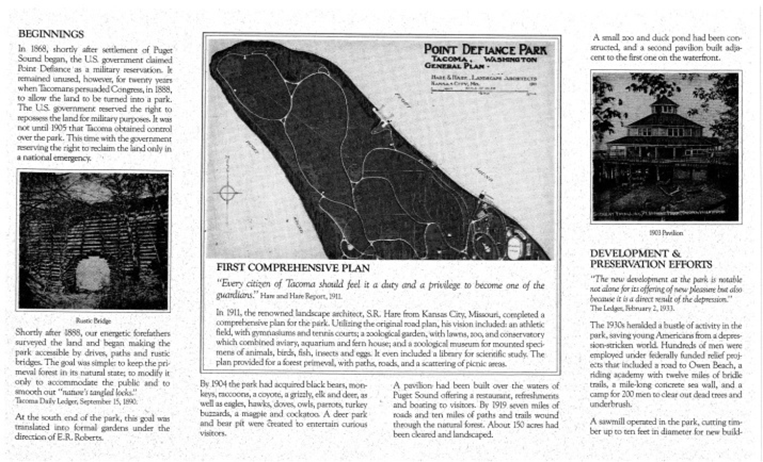 BEGINNINGS
In 1868, shortly after settlement of Puget
Sound began, the U.S. government claimed
Point Defiance as a military reservation. It
remained unused, however, for twenty years
when Tacomans persuaded Congress, in 1888,
to allow the land to be turned into a park.
The U.S. government reserved the right to
repossess the land for military purposes. It was
not until 1905 that Tacoma obtained control
over the park. This time with the government
reserving the right to reclaim the land only in
a national emergency.
Rustic Bridge
Shortly after 1888, our energetic forefathers
surveyed the land and began making the
park accessible by drives, paths and rustic
bridges. The goal was simple: to keep the pri-
meval forest in its natural state; to modify it
only to accommodate the public and to
smooth out "nature's tangled locks."
Tacoma Daily Ledger, September 15, 1890.
At the south end of the park, this goal was
translated into formal gardens under the
direction of E.R. Roberts.
POINT DEFIANCE PARK
TACOMA, WASHINGTON
GENERAL PLAN -
HARE & HARE, LANDSCAPE ARCHITECTS
KANSAS CITY, MO.
FIRST COMPREHENSIVE PLAN
"Every citizen of Tacoma should feel it a duty and a privilege to become one of the
guardians." Hare and Hare Report, 1911.
In 1911, the renowned landscape architect, S.R. Hare from Kansas City, Missouri, completed a
comprehensive plan for the park. Utilizing the original road plan, his vision included: an athletic
field, with gymnasiums and tennis courts; a zoological garden, with lawns, zoo, and conservatory
which combined aviary, aquarium and fern house; and a zoological museum for mounted speci-
mens of animals, birds, fish, insects and eggs. It even included a library for scientific study. The
plan provided for a forest primeval, with paths, roads, and a scattering of picnic areas.
By 1904 the park had acquired black bears, mon-
keys, raccoons, a coyote, a grizzly, elk and deer, as
well as eagles, hawks, doves, owls, parrots, turkey
buzzards, a magpie and cockatoo. A deer park
and bear pit were created to entertain curious
visitors.
A pavilion had been built over the waters of
Puget Sound offering a restaurant, refreshments
and boating to visitors. By 1919 seven miles of
roads and ten miles of paths and trails wound
through the natural forest. About 150 acres had
been cleared and landscaped.
A small zoo and duck pond had been con-
structed, and a second pavilion built adja-
cent to the first one on the waterfront.
1903 Pavilion
DEVELOPMENT &
PRESERVATION EFFORTS
"The new development at the park is notable
not alone for its offering of new pleasure but also
because it is a direct result of the depression."
The Ledger, February 2, 1933.
The 1930s heralded a bustle of activity in the
park, saving young Americans from a depres-
sion-stricken world. Hundreds of men were
employed under federally funded relief proj-
ects that included a road to Owen Beach, a
riding academy with twelve miles of bridle
trails, a mile-long concrete sea wall, and a
camp for 200 men to clear out dead trees and
underbrush.
A sawmill operated in the park, cutting tim-
ber up to ten feet in diameter for new build-